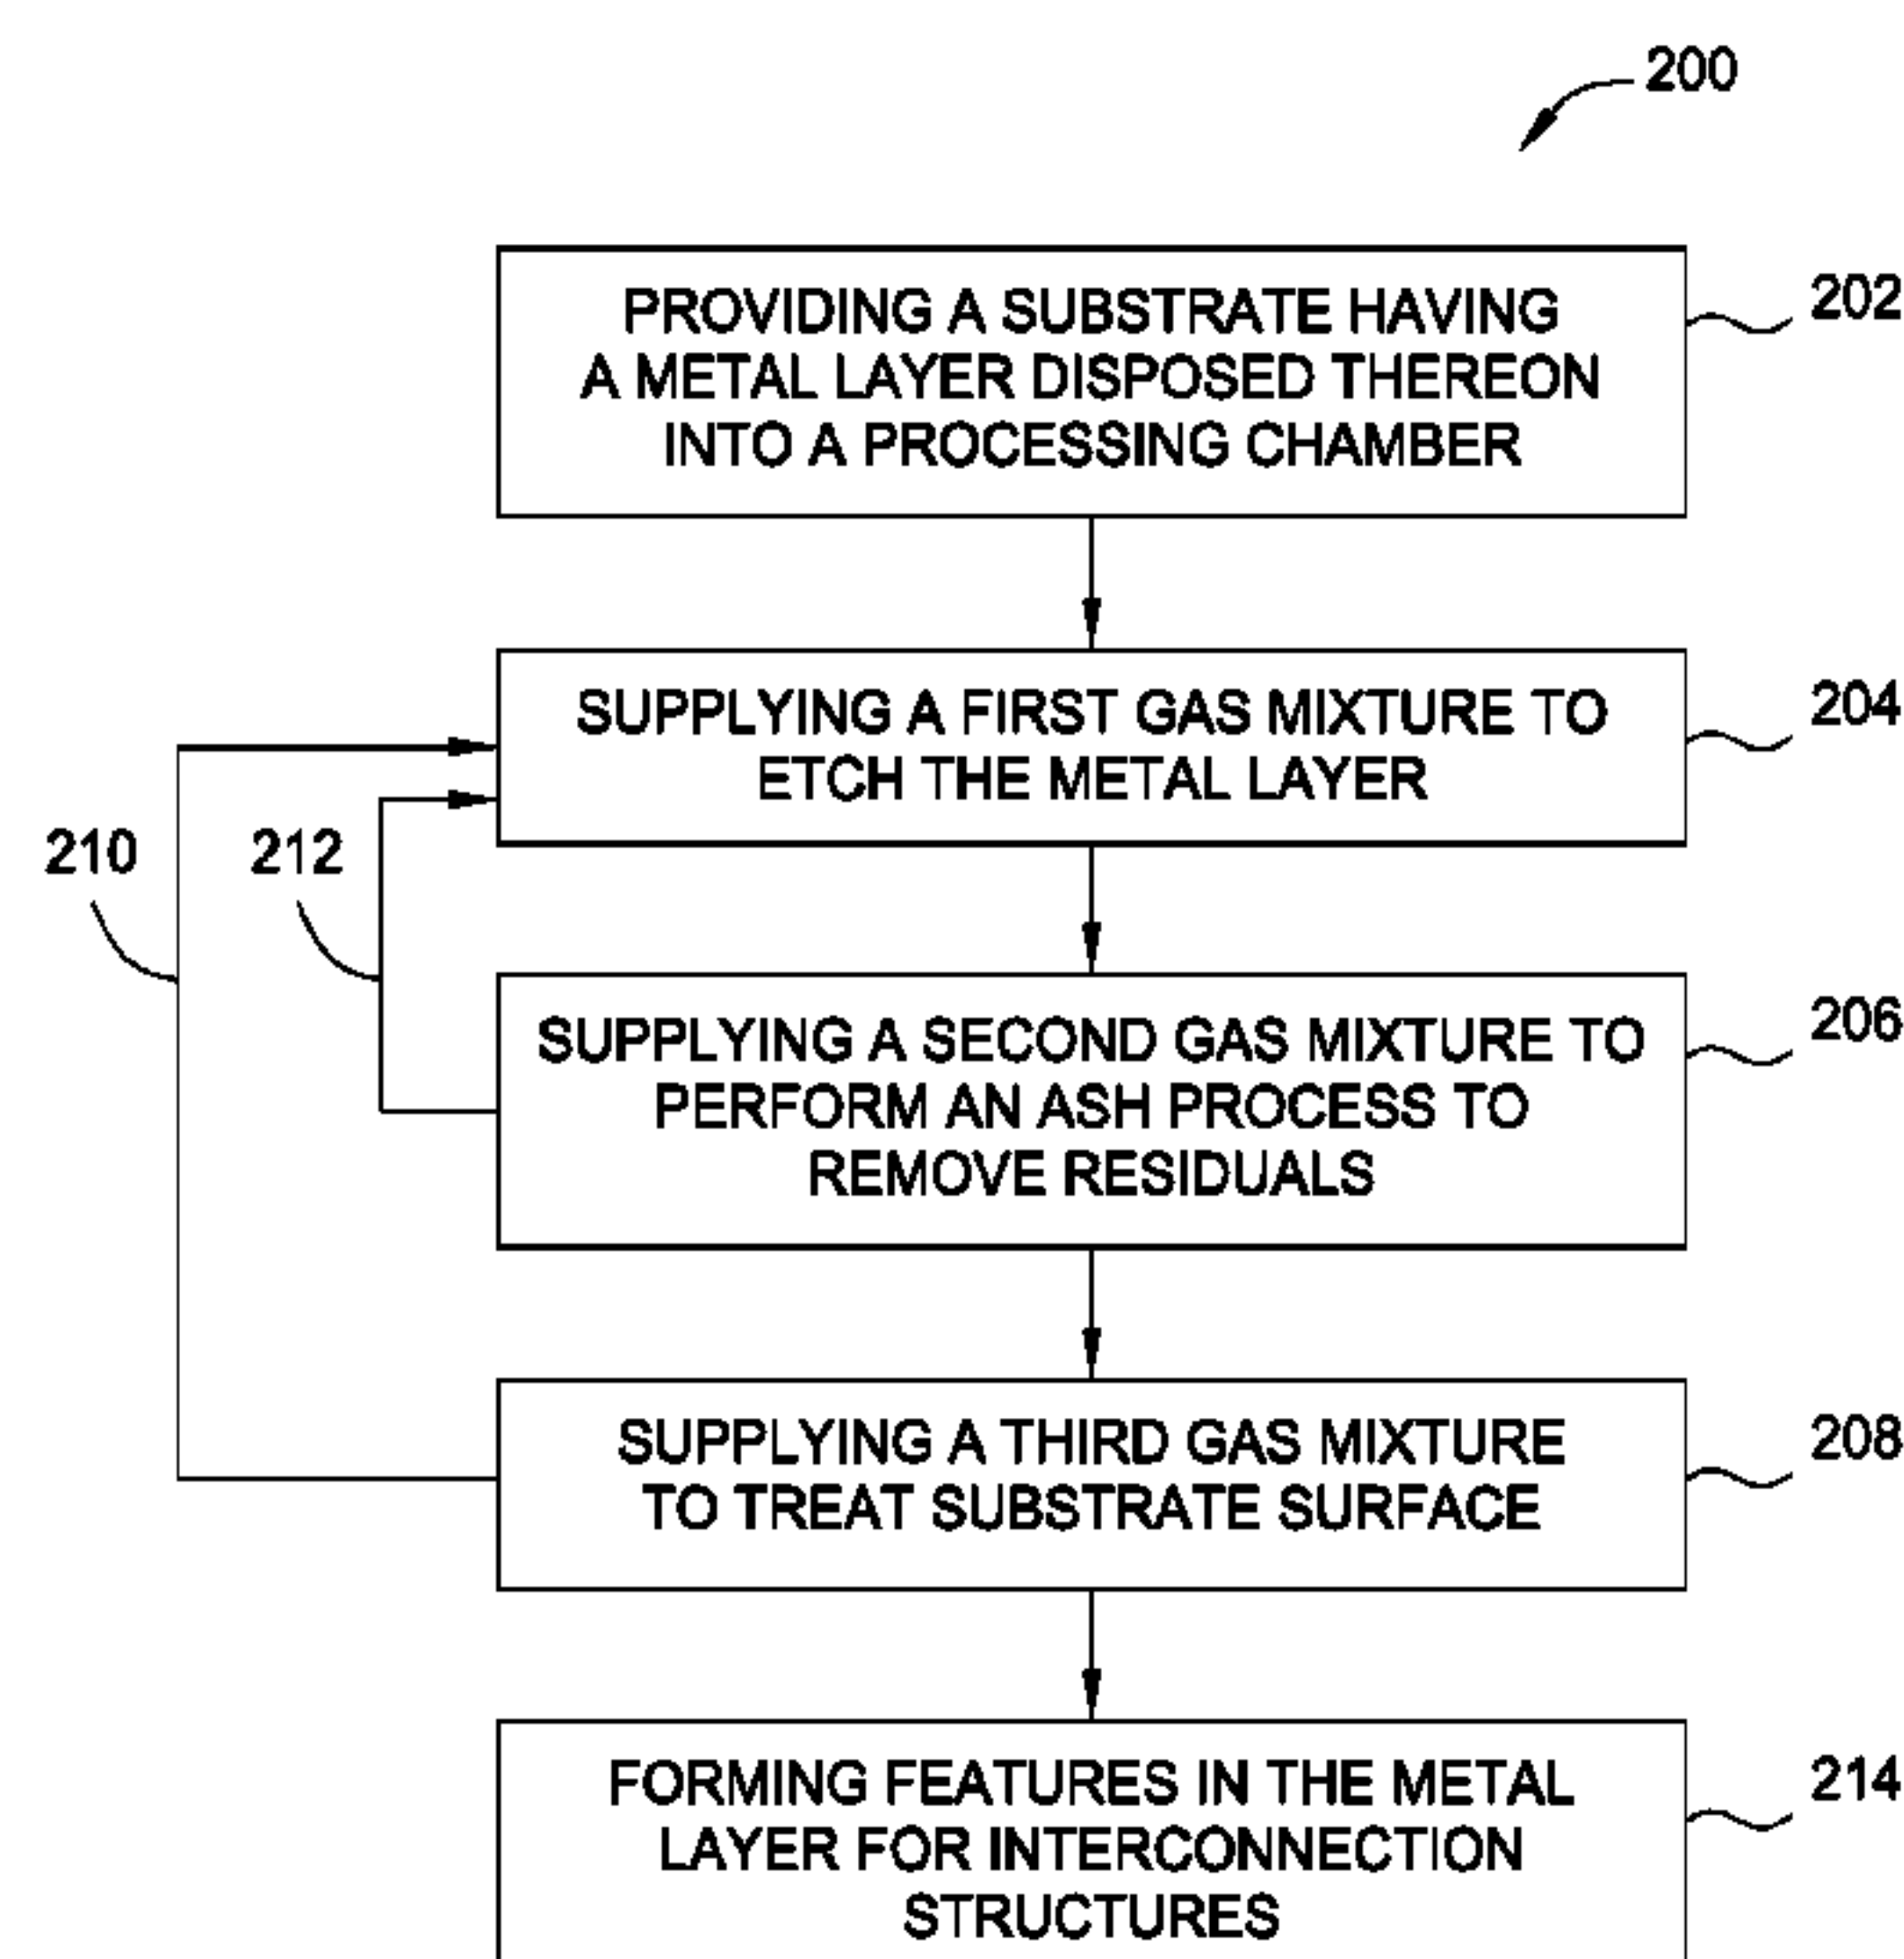 200
PROVIDING A SUBSTRATE HAVING
A METAL LAYER DISPOSED THEREON
INTO A PROCESSING CHAMBER
202
SUPPLYING A FIRST GAS MIXTURE TO
ETCH THE METAL LAYER
204
210
212
SUPPLYING A SECOND GAS MIXTURE TO
PERFORM AN ASH PROCESS TO
REMOVE RESIDUALS
206
SUPPLYING A THIRD GAS MIXTURE
TO TREAT SUBSTRATE SURFACE
208
FORMING FEATURES IN THE METAL
LAYER FOR INTERCONNECTION
STRUCTURES
214